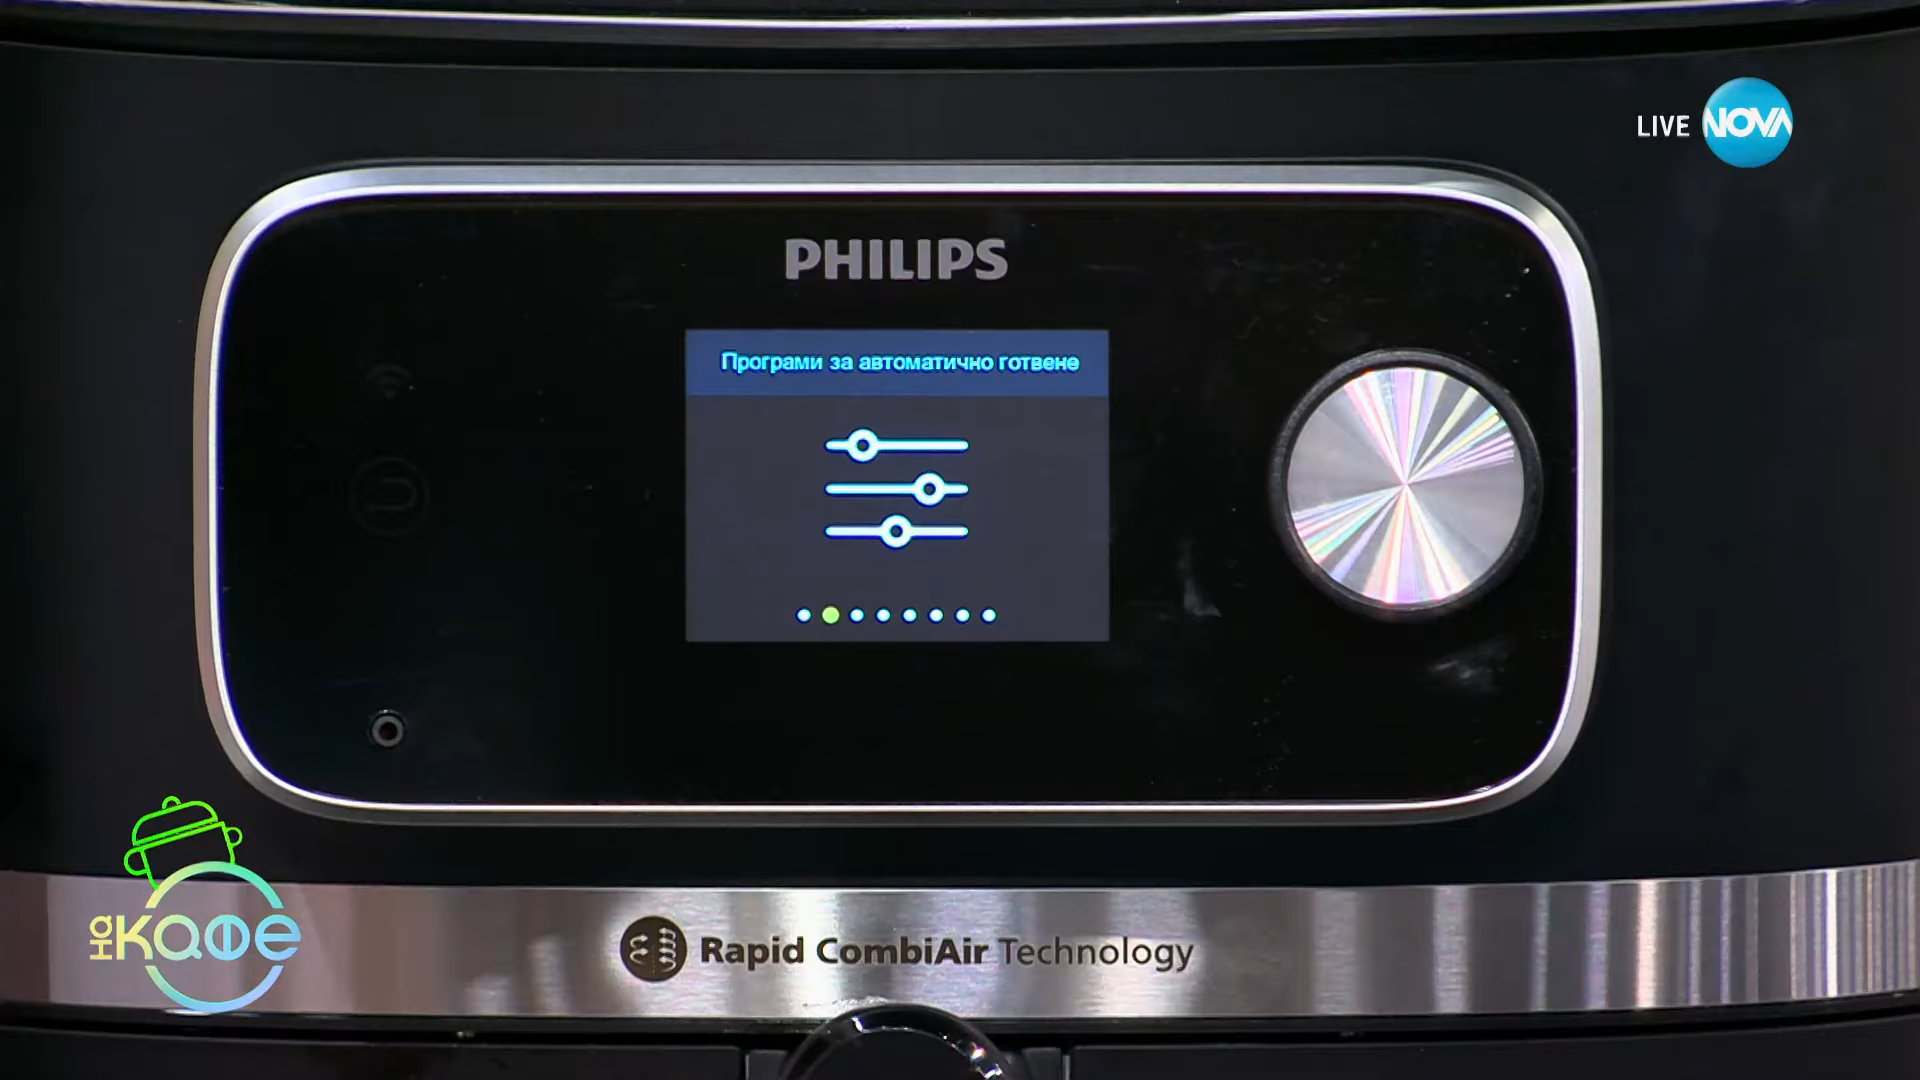 LIVE NOVA
PHILIPS
Програми за автоматично готвене
на кафе
Rapid CombiAir Technology